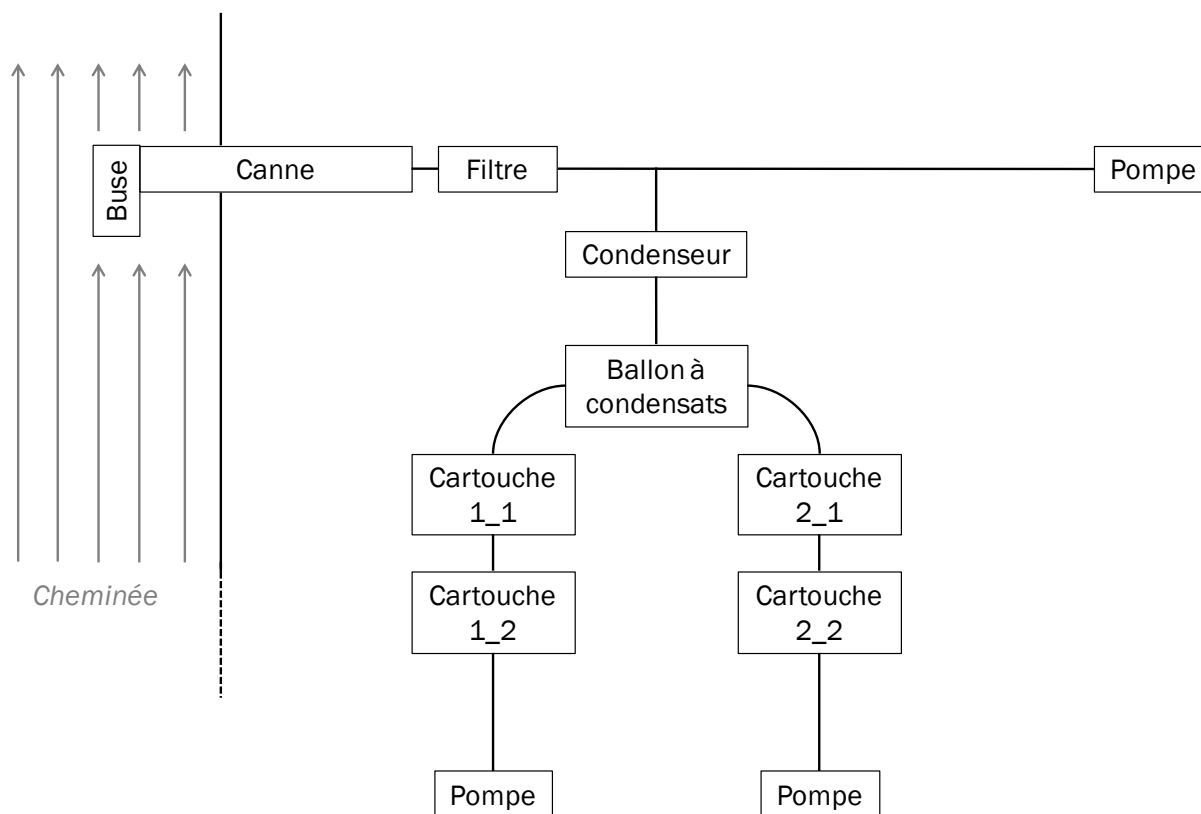 Buse
Canne
Filtre
Pompe
Condenseur
Ballon à
condensats
Cartouche
1_1
Cartouche
2_1
Cheminée
Cartouche
1_2
Cartouche
2_2
Pompe
Pompe